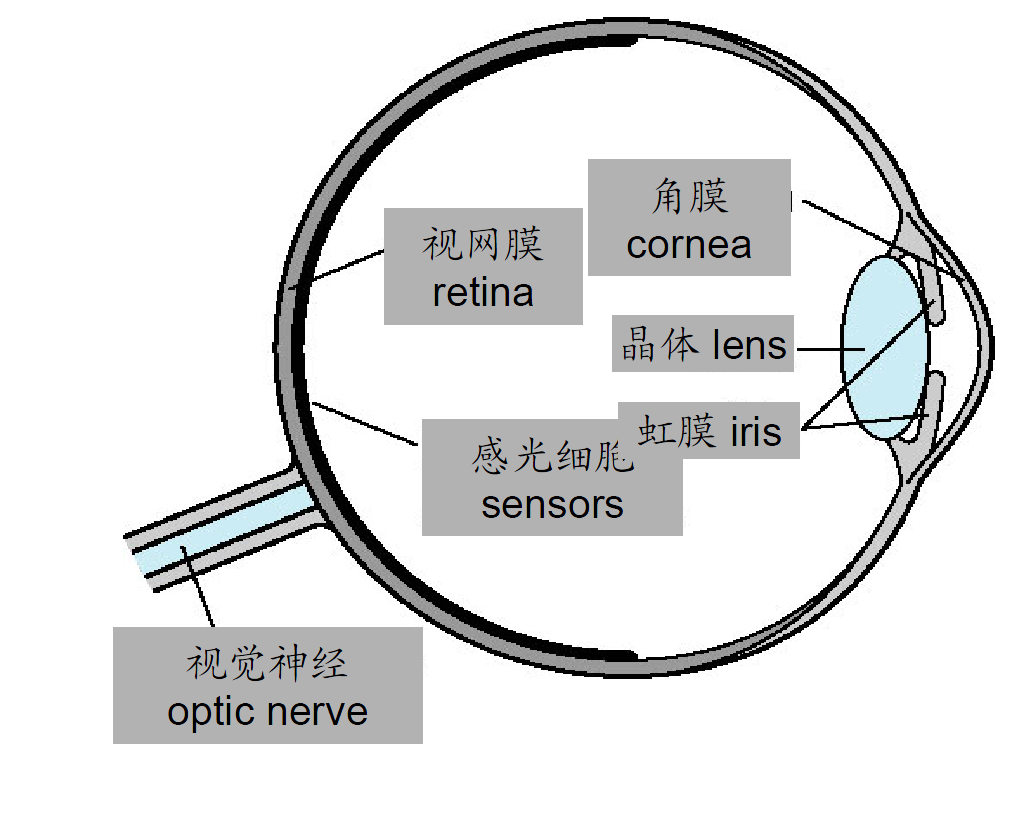 角膜
cornea
视网膜
retina
晶体 lens
虹膜 iris
感光细胞
sensors
视觉神经
optic nerve